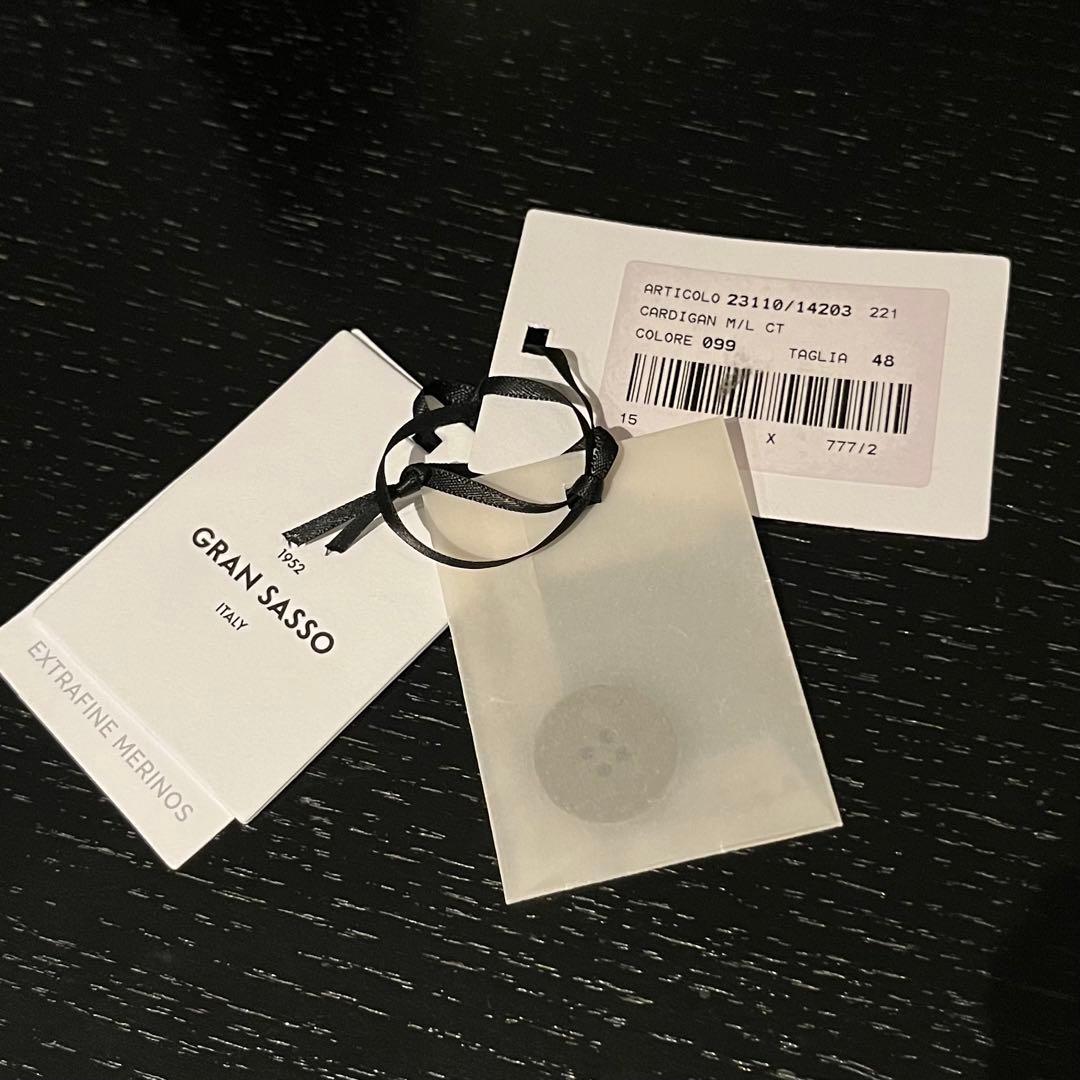 GRAN SASSO
1952
ITALY
EXTRAFINE MERINOS
ARTICOLO 23110/14203 221
CARDIGAN M/L CT
COLORE 099 TAGLIA 48
15 X 777/2